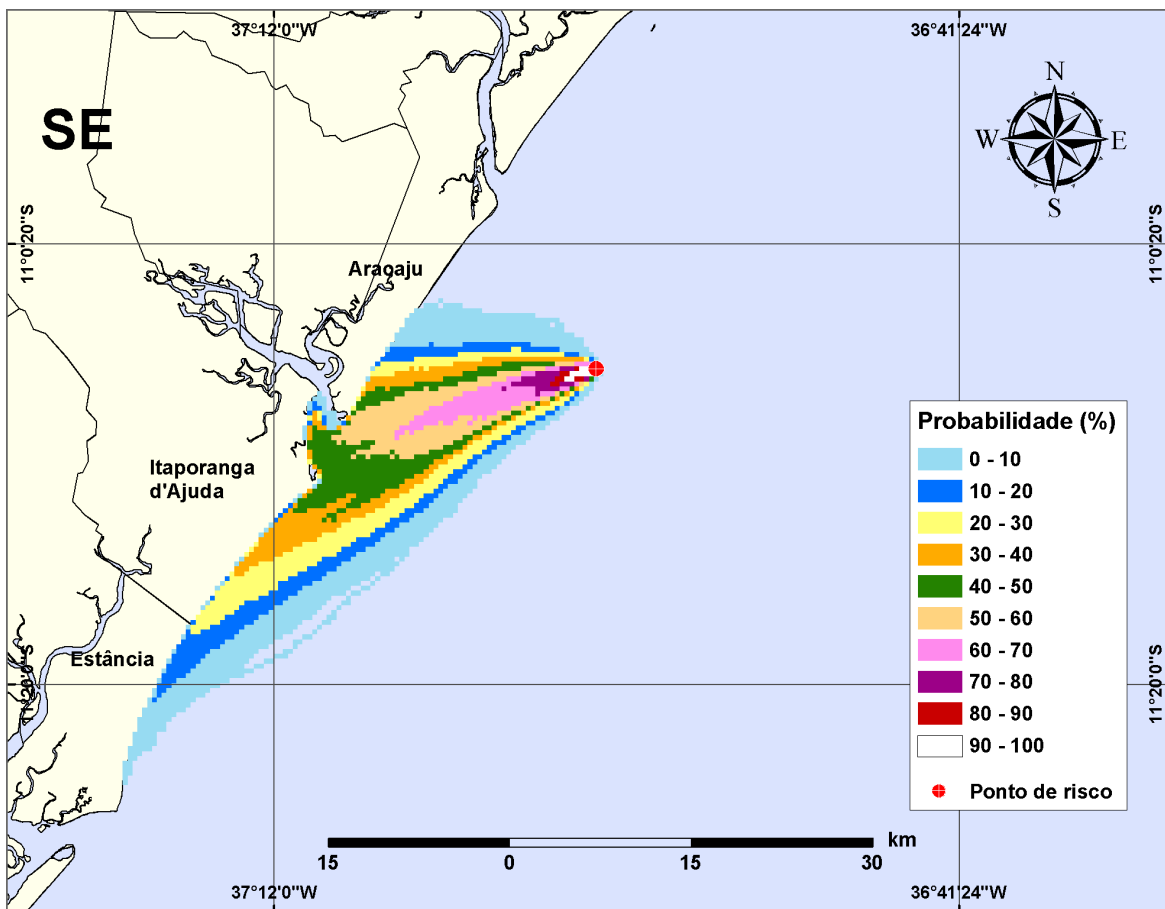 37°12'0"W
36°41'24"W
SE
N
W
E
S
11°0'20"S
11°0'20"S
Aracaju
Itaporanga
d'Ajuda
Estância
11°20'0"S
11°20'0"S
Probabilidade (%)
0 - 10
10 - 20
20 - 30
30 - 40
40 - 50
50 - 60
60 - 70
70 - 80
80 - 90
90 - 100
Ponto de risco
km
15
0
15
30
37°12'0"W
36°41'24"W